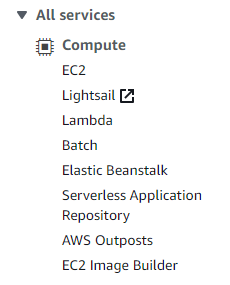 All services
Compute
EC2
Lightsail
Lambda
Batch
Elastic Beanstalk
Serverless Application
Repository
AWS Outposts
EC2 Image Builder